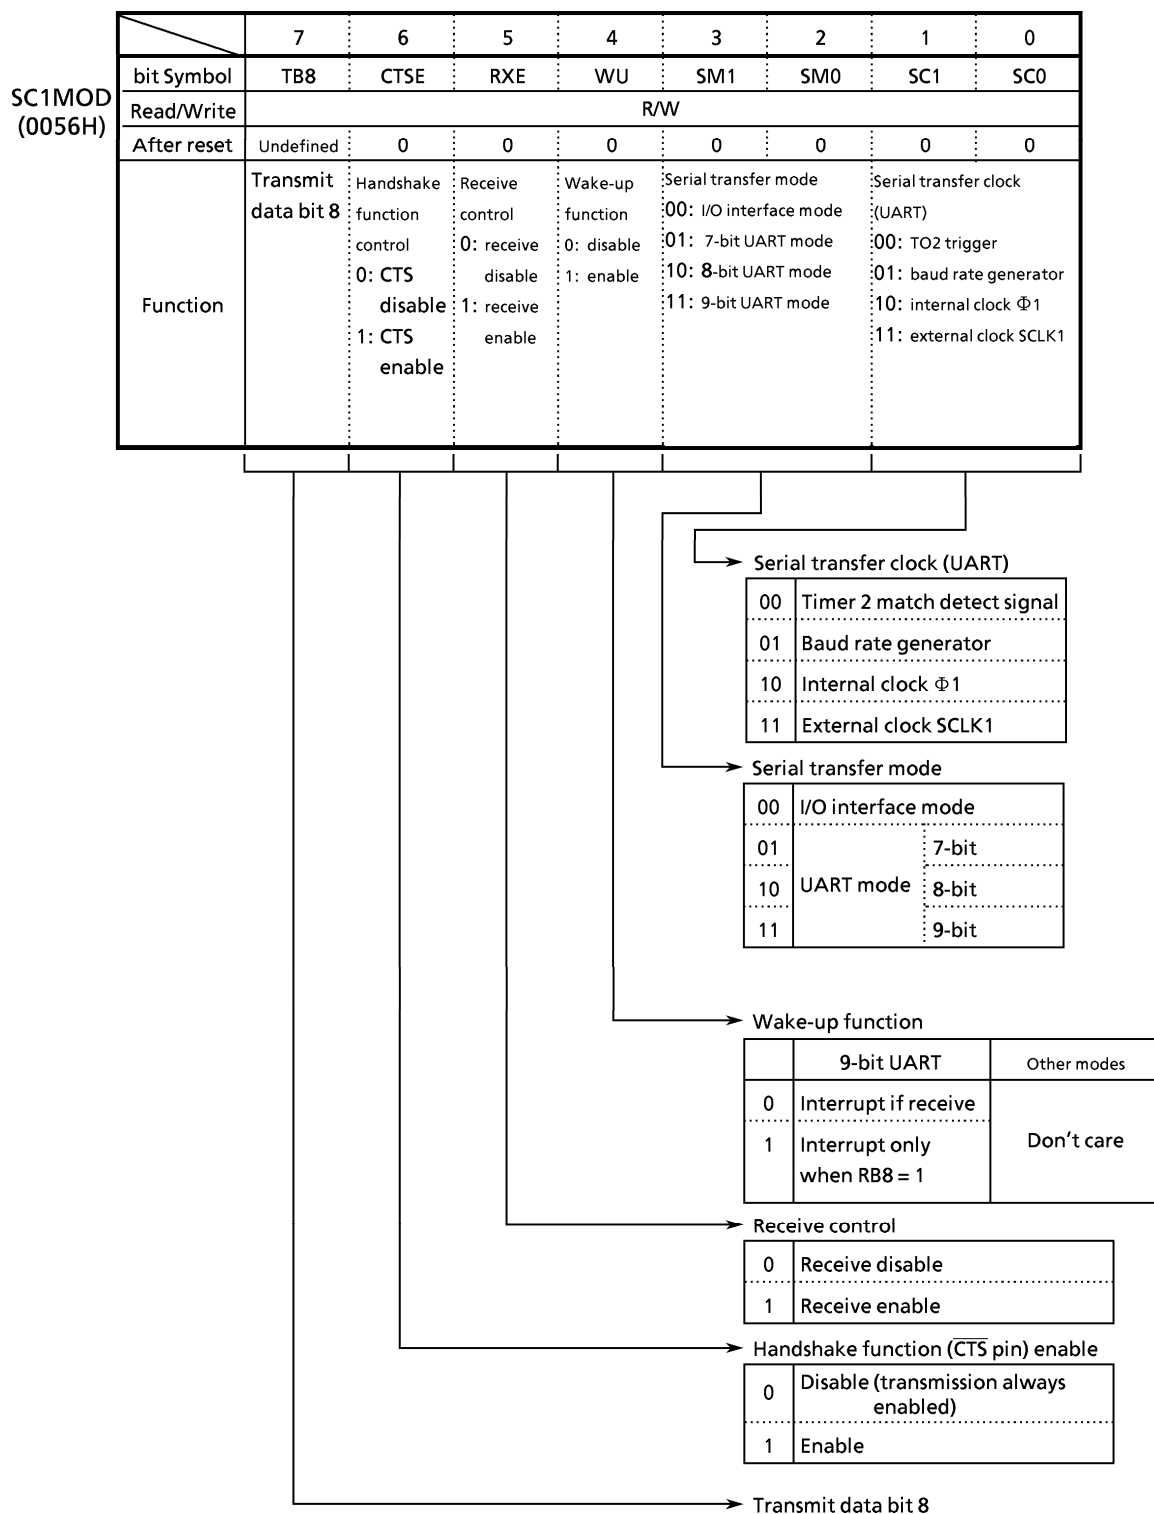 7 6 5 4 3 2 1 0
SC1MOD
(0056H)
bit Symbol TB8 CTSE RXE WU SM1 SM0 SC1 SC0
Read/Write R/W
After reset Undefined 0 0 0 0 0 0 0
Function
Transmit
data bit 8
Handshake
function
control
0: CTS
disable
1: CTS
enable
Receive
control
0: receive
disable
1: receive
enable
Wake-up
function
0: disable
1: enable
Serial transfer mode
00: I/O interface mode
01: 7-bit UART mode
10: 8-bit UART mode
11: 9-bit UART mode
Serial transfer clock
(UART)
00: TO2 trigger
01: baud rate generator
10: internal clock Φ1
11: external clock SCLK1
Serial transfer clock (UART)
00 Timer 2 match detect signal
01 Baud rate generator
10 Internal clock Φ1
11 External clock SCLK1
Serial transfer mode
00 I/O interface mode
01 7-bit
10 UART mode 8-bit
11 9-bit
Wake-up function
9-bit UART Other modes
0 Interrupt if receive
1 Interrupt only
when RB8 = 1
Don't care
Receive control
0 Receive disable
1 Receive enable
Handshake function (C̅T̅S̅ pin) enable
0 Disable (transmission always
enabled)
1 Enable
Transmit data bit 8